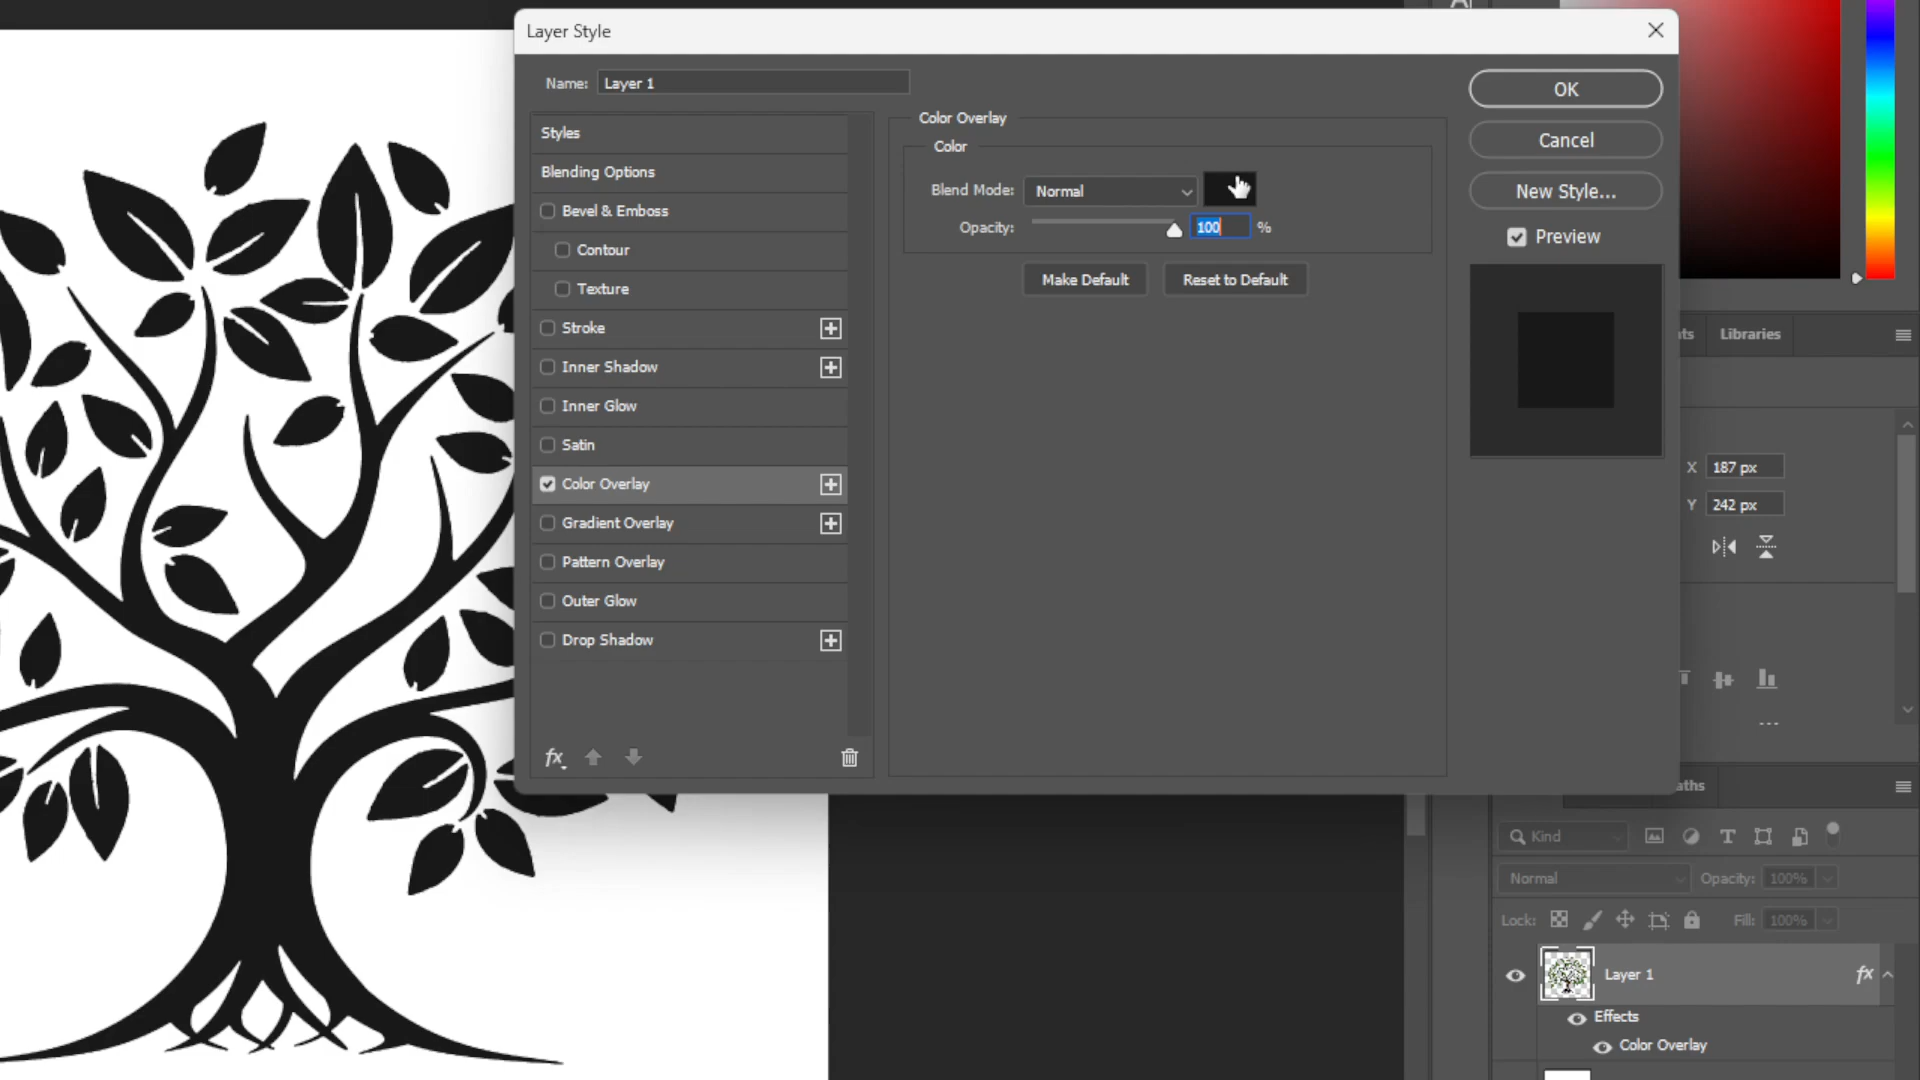 Layer Style
Name: Layer 1
OK
Color Overlay
Styles
Cancel
Color
Blending Options
Blend Mode: Normal
New Style...
Bevel & Emboss
Opacity: 100 %
Preview
Contour
Make Default Reset to Default
Texture
Stroke
Libraries
Inner Shadow
Inner Glow
Satin
X 187 px
Color Overlay
Y 242 px
Gradient Overlay
Pattern Overlay
Outer Glow
Drop Shadow
fx
Kind
Normal Opacity: 100%
Lock: Fill: 100%
Layer 1 fx
Effects
Color Overlay